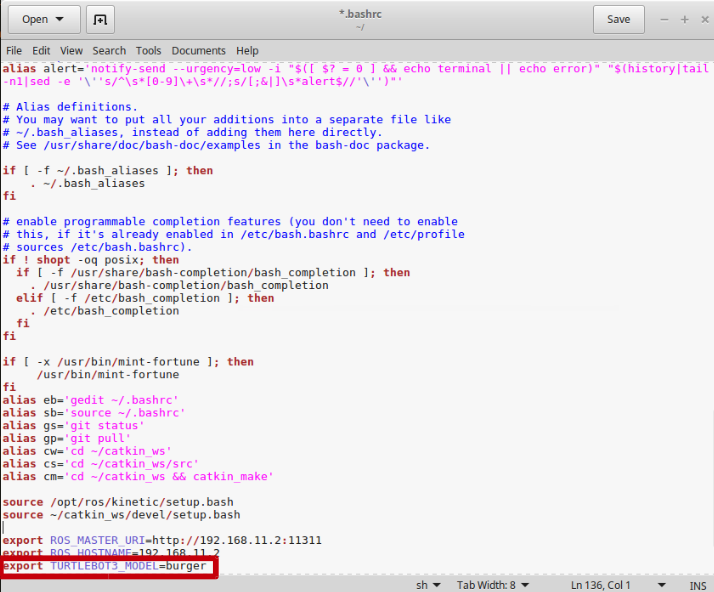 Open
*.bashrc
~/
Save
File Edit View Search Tools Documents Help
alias alert='notify-send --urgency=low -i "$([ $? = 0 ] && echo terminal || echo error)" "$(history|tail
-n1|sed -e '\''s/^\s*[0-9]\+\s*//;s/[;&|]\s*alert$//'\'')"'
# Alias definitions.
# You may want to put all your additions into a separate file like
# ~/.bash_aliases, instead of adding them here directly.
# See /usr/share/doc/bash-doc/examples in the bash-doc package.
if [ -f ~/.bash_aliases ]; then
    . ~/.bash_aliases
fi
# enable programmable completion features (you don't need to enable
# this, if it's already enabled in /etc/bash.bashrc and /etc/profile
# sources /etc/bash.bashrc).
if ! shopt -oq posix; then
  if [ -f /usr/share/bash-completion/bash_completion ]; then
    . /usr/share/bash-completion/bash_completion
  elif [ -f /etc/bash_completion ]; then
    . /etc/bash_completion
  fi
fi
if [ -x /usr/bin/mint-fortune ]; then
     /usr/bin/mint-fortune
fi
alias eb='gedit ~/.bashrc'
alias sb='source ~/.bashrc'
alias gs='git status'
alias gp='git pull'
alias cw='cd ~/catkin_ws'
alias cs='cd ~/catkin_ws/src'
alias cm='cd ~/catkin_ws && catkin_make'
source /opt/ros/kinetic/setup.bash
source ~/catkin_ws/devel/setup.bash
export ROS_MASTER_URI=http://192.168.11.2:11311
export ROS_HOSTNAME=192.168.11.2
export TURTLEBOT3_MODEL=burger
sh Tab Width: 8 Ln 136, Col 1 INS